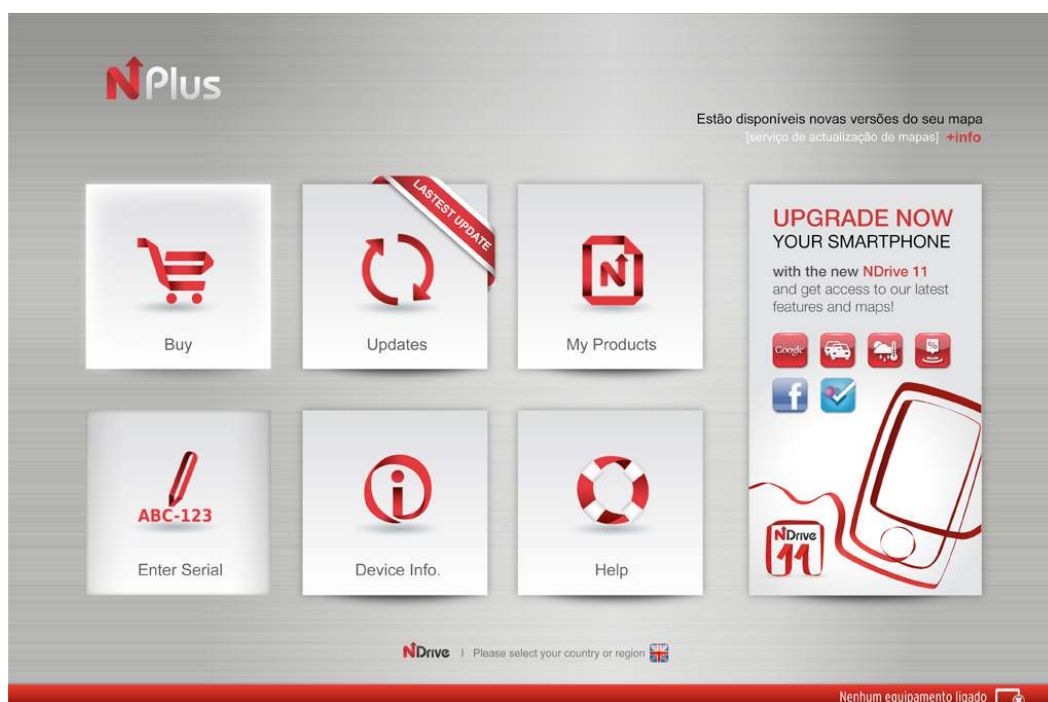 NPlus
Estão disponíveis novas versões do seu mapa
[serviço de actualização de mapas] +info
Buy
LASTEST UPDATE
Updates
My Products
ABC-123
Enter Serial
Device Info.
Help
UPGRADE NOW
YOUR SMARTPHONE
with the new NDrive 11
and get access to our latest
features and maps!
Google
%
f
NDrive
11
NDrive | Please select your country or region
Nenhum equipamento ligado